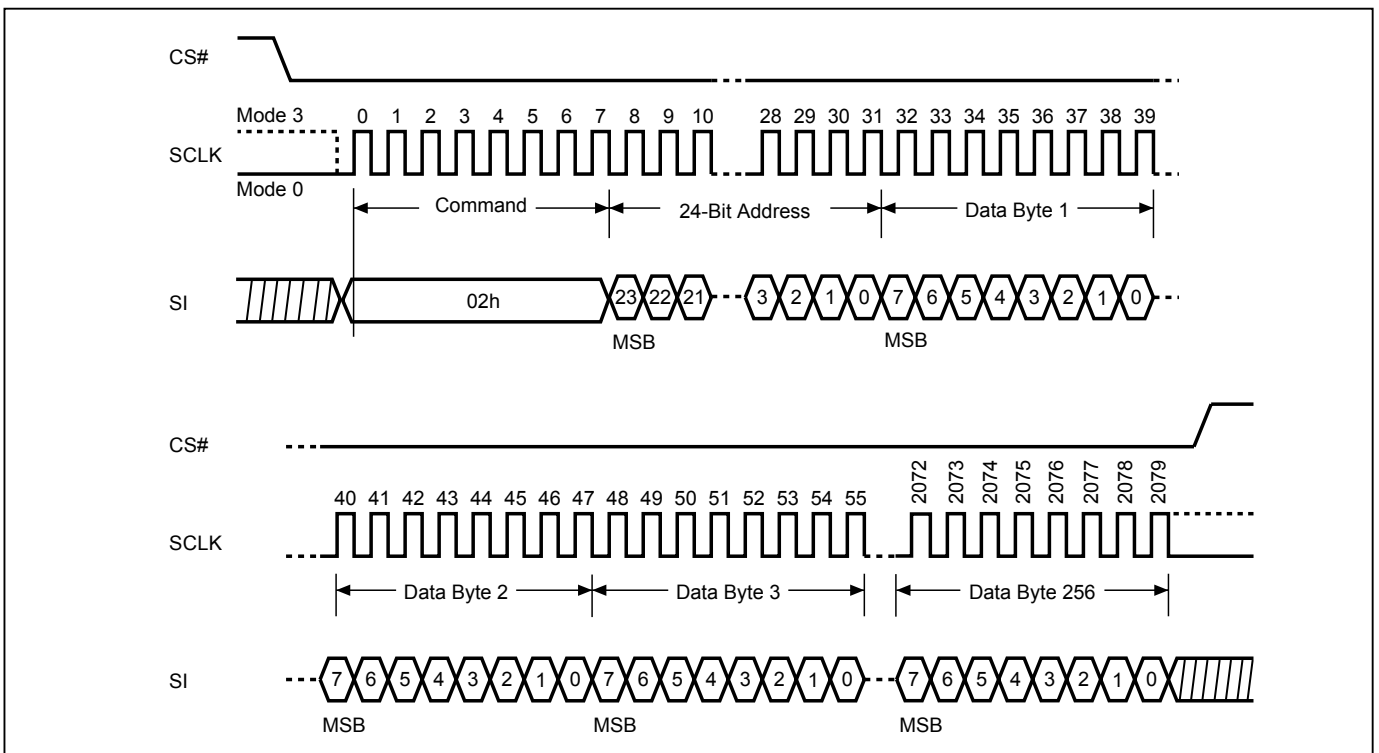 CS#
Mode 3
0 1 2 3 4 5 6 7 8 9 10 28 29 30 31 32 33 34 35 36 37 38 39
SCLK
Mode 0
Command 24-Bit Address Data Byte 1
SI 02h 23 22 21 3 2 1 0 7 6 5 4 3 2 1 0
MSB MSB
CS#
40 41 42 43 44 45 46 47 48 49 50 51 52 53 54 55 2072 2073 2074 2075 2076 2077 2078 2079
SCLK
Data Byte 2 Data Byte 3 Data Byte 256
SI 7 6 5 4 3 2 1 0 7 6 5 4 3 2 1 0 7 6 5 4 3 2 1 0
MSB MSB MSB